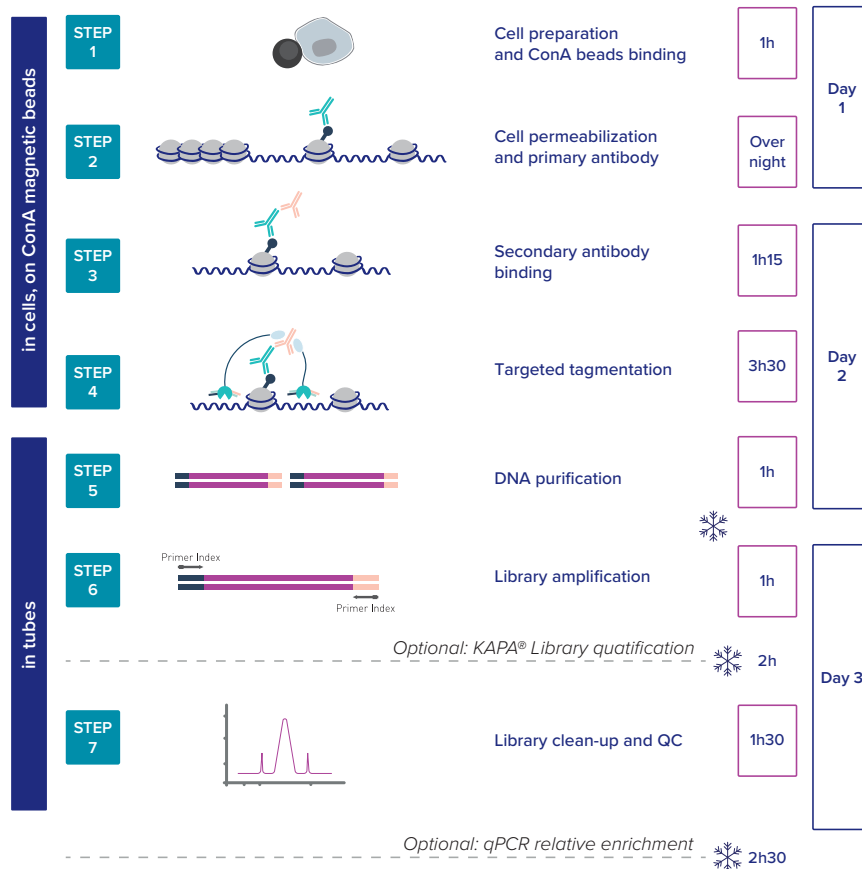 in cells, on ConA magnetic beads
STEP
1
Cell preparation
and ConA beads binding
1h
Day
1
STEP
2
Cell permeabilization
and primary antibody
Over
night
STEP
3
Secondary antibody
binding
1h15
Day
2
STEP
4
Targeted tagmentation
3h30
in tubes
STEP
5
DNA purification
1h
STEP
6
Primer Index
Primer Index
Library amplification
1h
Day 3
Optional: KAPA® Library quatification
2h
STEP
7
Library clean-up and QC
1h30
Optional: qPCR relative enrichment
2h30